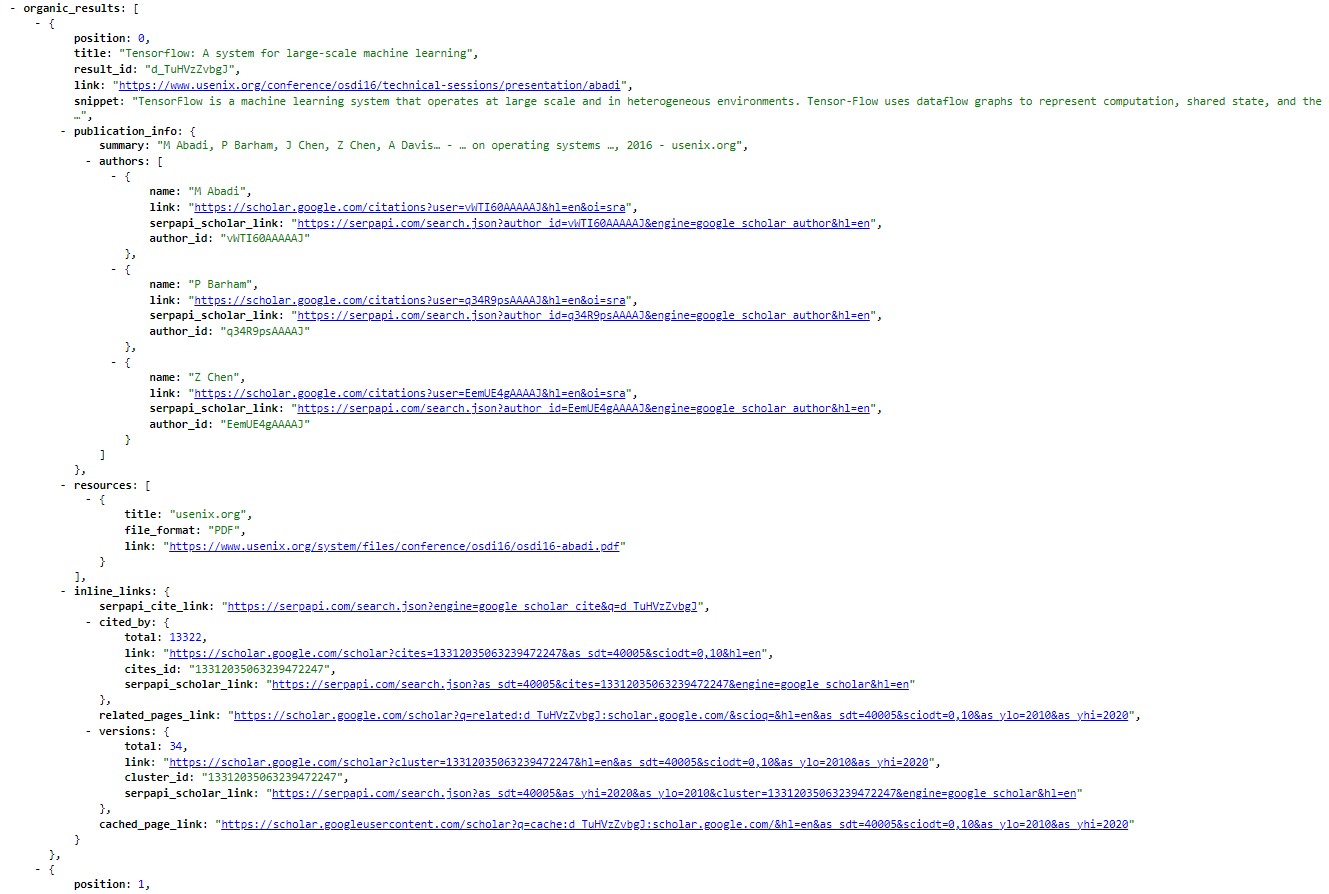 - organic_results: [
- {
position: 0,
title: "Tensorflow: A system for large-scale machine learning",
result_id: "d_TuHVzZvbgJ",
link: "https://www.usenix.org/conference/osdi16/technical-sessions/presentation/abadi",
snippet: "TensorFlow is a machine learning system that operates at large scale and in heterogeneous environments. Tensor-Flow uses dataflow graphs to represent computation, shared state, and the
…",
- publication_info: {
summary: "M Abadi, P Barham, J Chen, Z Chen, A Davis… - … on operating systems …, 2016 - usenix.org",
- authors: [
- {
name: "M Abadi",
link: "https://scholar.google.com/citations?user=vWTI60AAAAAJ&hl=en&oi=sra",
serpapi_scholar_link: "https://serpapi.com/search.json?author_id=vWTI60AAAAAJ&engine=google_scholar_author&hl=en",
author_id: "vWTI60AAAAAJ"
},
- {
name: "P Barham",
link: "https://scholar.google.com/citations?user=q34R9psAAAAJ&hl=en&oi=sra",
serpapi_scholar_link: "https://serpapi.com/search.json?author_id=q34R9psAAAAJ&engine=google_scholar_author&hl=en",
author_id: "q34R9psAAAAJ"
},
- {
name: "Z Chen",
link: "https://scholar.google.com/citations?user=EemUE4gAAAAJ&hl=en&oi=sra",
serpapi_scholar_link: "https://serpapi.com/search.json?author_id=EemUE4gAAAAJ&engine=google_scholar_author&hl=en",
author_id: "EemUE4gAAAAJ"
}
]
},
- resources: [
- {
title: "usenix.org",
file_format: "PDF",
link: "https://www.usenix.org/system/files/conference/osdi16/osdi16-abadi.pdf"
}
],
- inline_links: {
serpapi_cite_link: "https://serpapi.com/search.json?engine=google_scholar_cite&q=d_TuHVzZvbgJ",
- cited_by: {
total: 13322,
link: "https://scholar.google.com/scholar?cites=13312035063239472247&as_sdt=40005&sciodt=0,10&hl=en",
cites_id: "13312035063239472247",
serpapi_scholar_link: "https://serpapi.com/search.json?as_sdt=40005&cites=13312035063239472247&engine=google_scholar&hl=en"
},
related_pages_link: "https://scholar.google.com/scholar?q=related:d_TuHVzZvbgJ:scholar.google.com/&scioq=&hl=en&as_sdt=40005&sciodt=0,10&as_ylo=2010&as_yhi=2020",
- versions: {
total: 34,
link: "https://scholar.google.com/scholar?cluster=13312035063239472247&hl=en&as_sdt=40005&sciodt=0,10&as_ylo=2010&as_yhi=2020",
cluster_id: "13312035063239472247",
serpapi_scholar_link: "https://serpapi.com/search.json?as_sdt=40005&as_yhi=2020&as_ylo=2010&cluster=13312035063239472247&engine=google_scholar&hl=en"
},
cached_page_link: "https://scholar.googleusercontent.com/scholar?q=cache:d_TuHVzZvbgJ:scholar.google.com/&hl=en&as_sdt=40005&sciodt=0,10&as_ylo=2010&as_yhi=2020"
}
},
- {
position: 1,